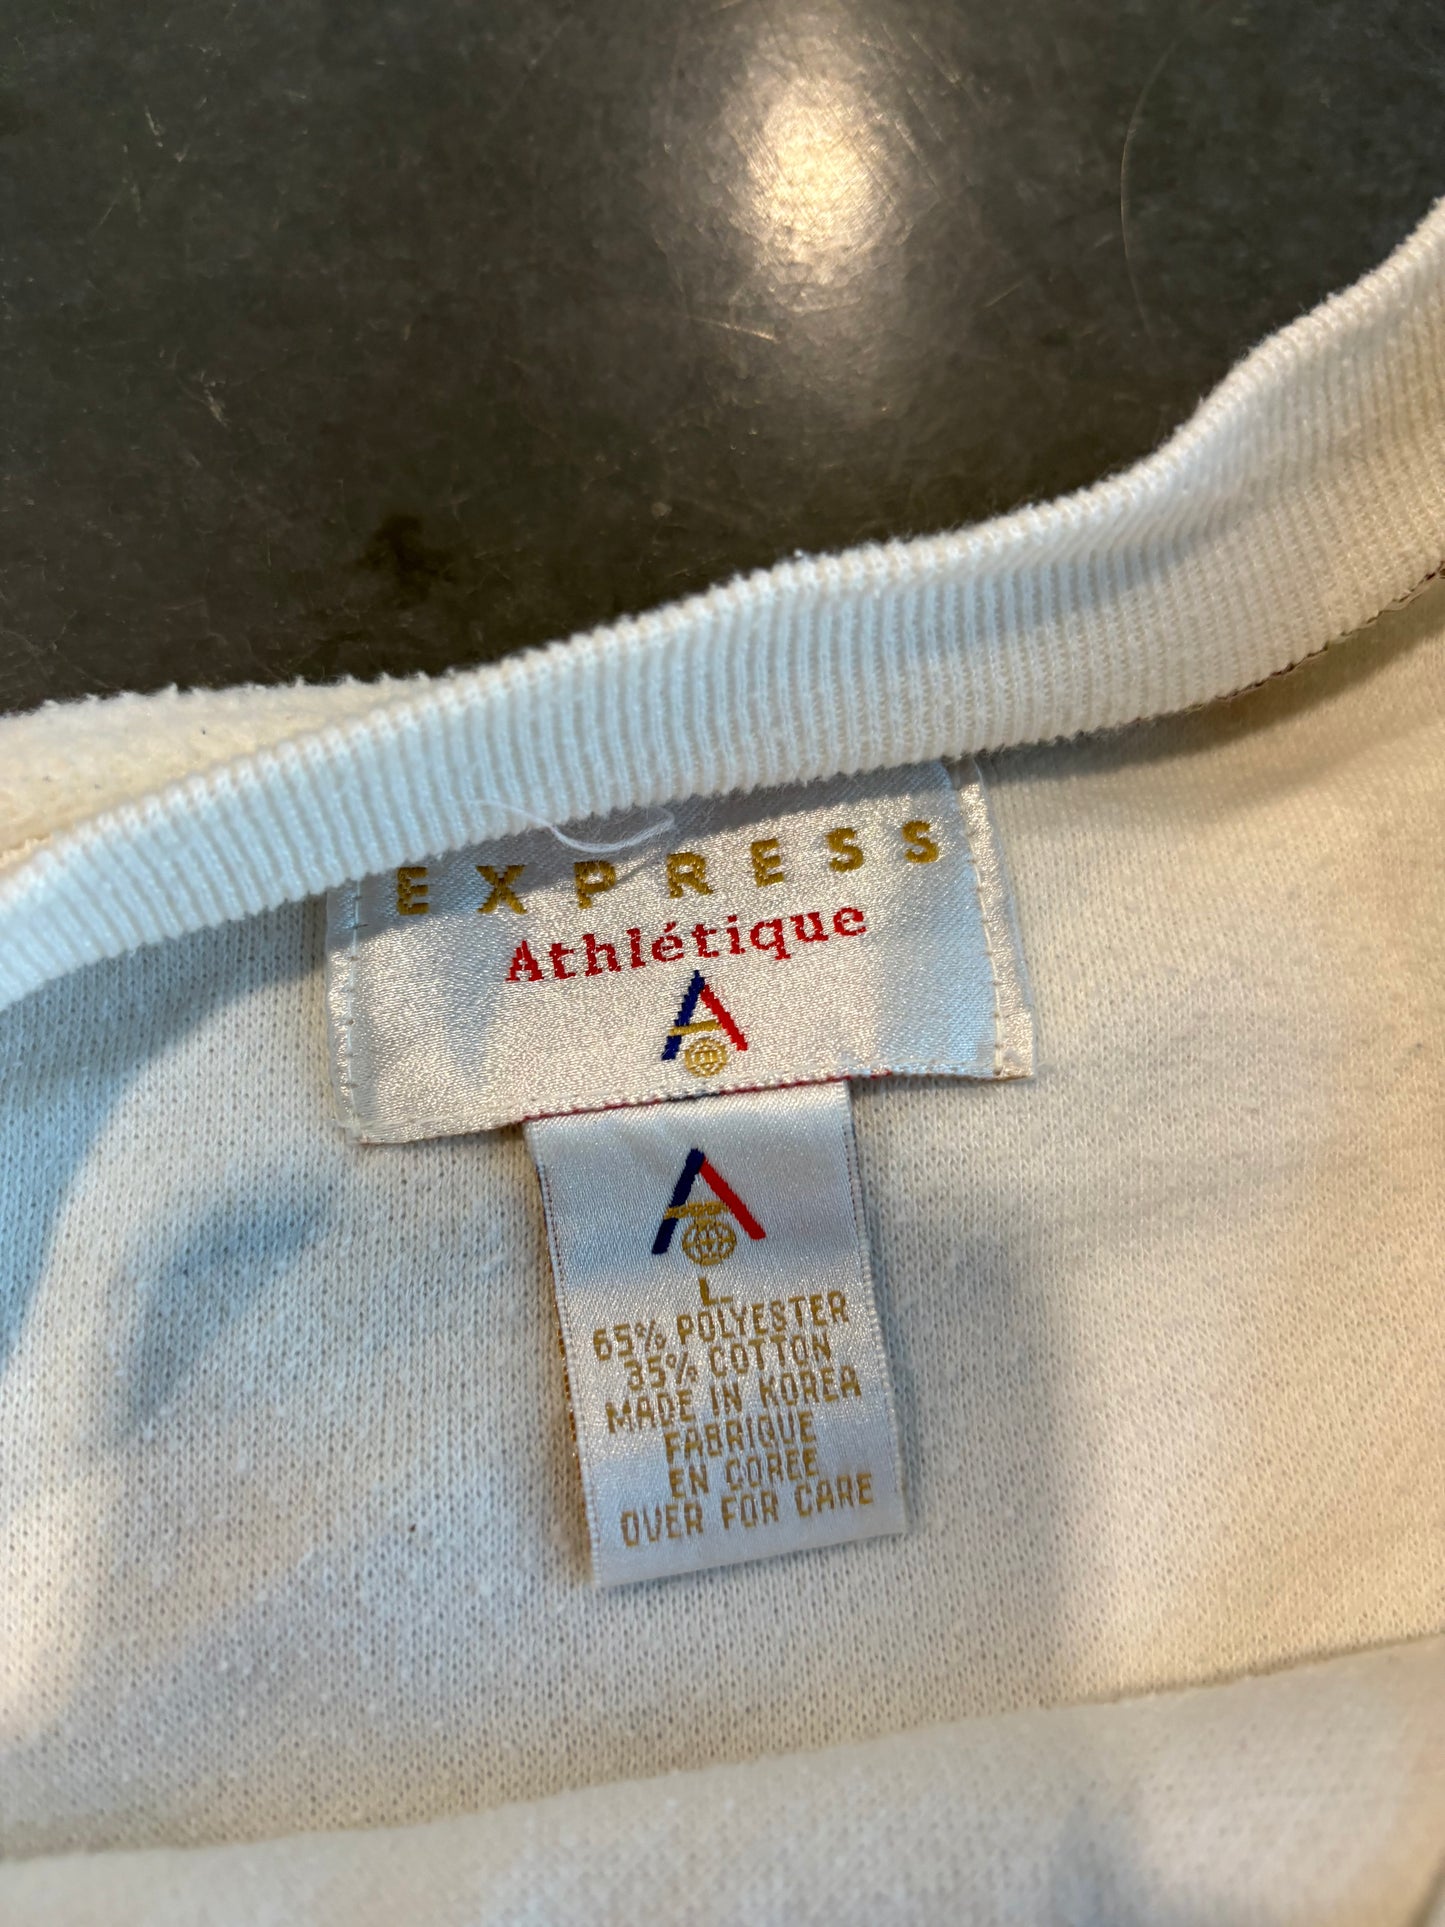 EXPRESS
Athlétique
L
65% POLYESTER
35% COTTON
MADE IN KOREA
FABRIQUE
EN COREE
OVER FOR CARE